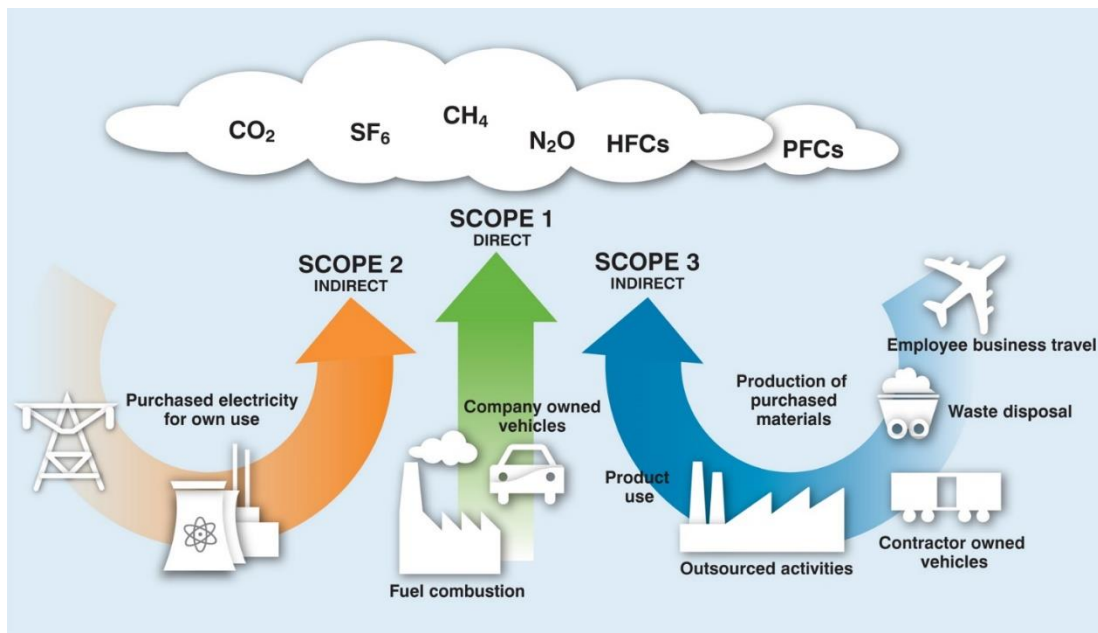 CO₂
SF₆
CH₄
N₂O
HFCs
PFCs
SCOPE 1
DIRECT
SCOPE 2
INDIRECT
SCOPE 3
INDIRECT
Purchased electricity
for own use
Company owned
vehicles
Fuel combustion
Employee business travel
Production of
purchased
materials
Waste disposal
Product
use
Outsourced activities
Contractor owned
vehicles